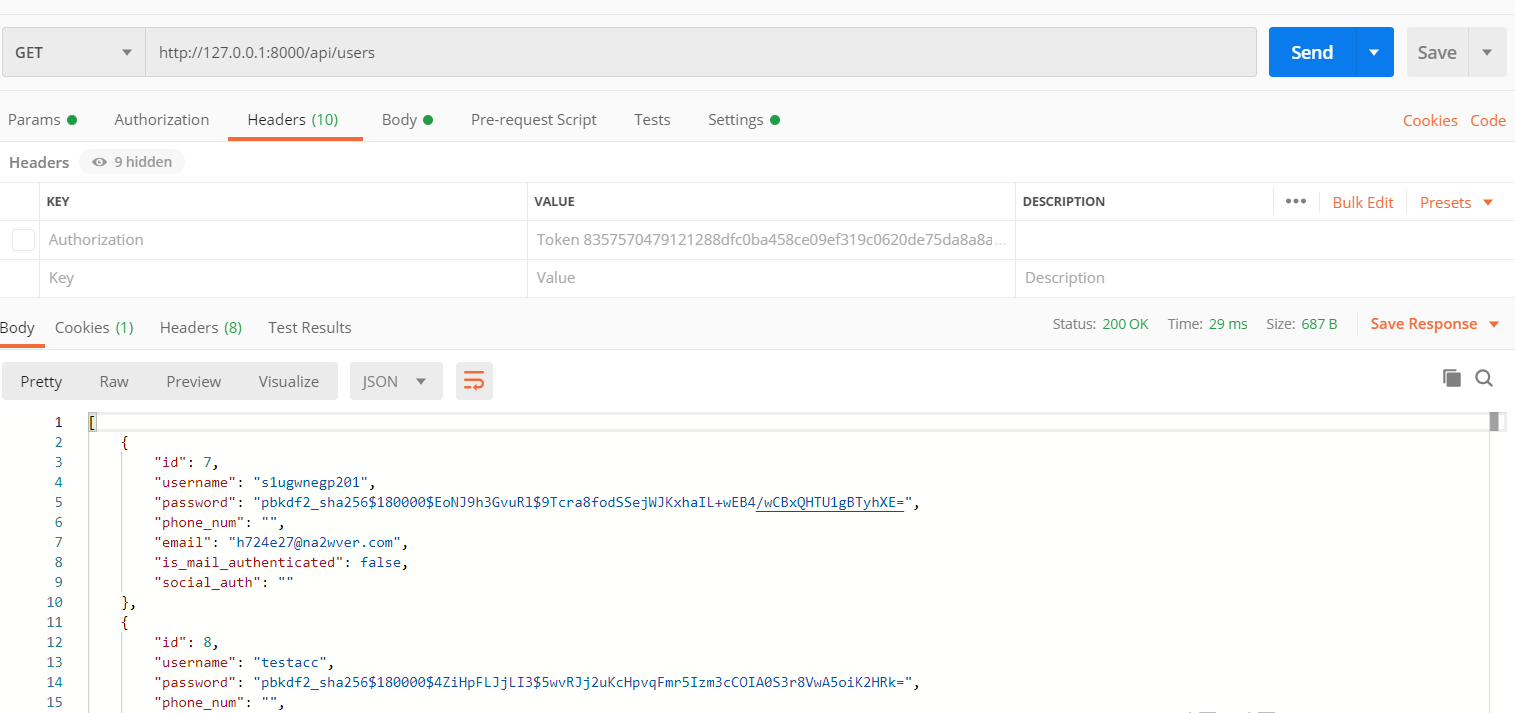 GET http://127.0.0.1:8000/api/users Send Save
Params Authorization Headers (10) Body Pre-request Script Tests Settings Cookies Code
Headers 9 hidden
KEY VALUE DESCRIPTION ••• Bulk Edit Presets
Authorization Token 8357570479121288dfc0ba458ce09ef319c0620de75da8a8a...
Key Value Description
Body Cookies (1) Headers (8) Test Results Status: 200 OK Time: 29 ms Size: 687 B Save Response
Pretty Raw Preview Visualize JSON
1 [
2 {
3 "id": 7,
4 "username": "s1ugwnegp201",
5 "password": "pbkdf2_sha256$180000$EoNJ9h3GvuRl$9Tcra8fodSSejWJKxhaIL+wEB4/wCBxQHTU1gBTyhXE=",
6 "phone_num": "",
7 "email": "h724e27@na2wver.com",
8 "is_mail_authenticated": false,
9 "social_auth": ""
10 },
11 {
12 "id": 8,
13 "username": "testacc",
14 "password": "pbkdf2_sha256$180000$4ZiHpFLJjLI3$5wvRJj2uKcHpvqFmr5Izm3cCOIA0S3r8VwA5oiK2HRk=",
15 "phone_num": "",